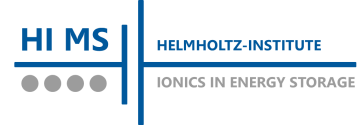 HI MS
HELMHOLTZ-INSTITUTE
IONICS IN ENERGY STORAGE